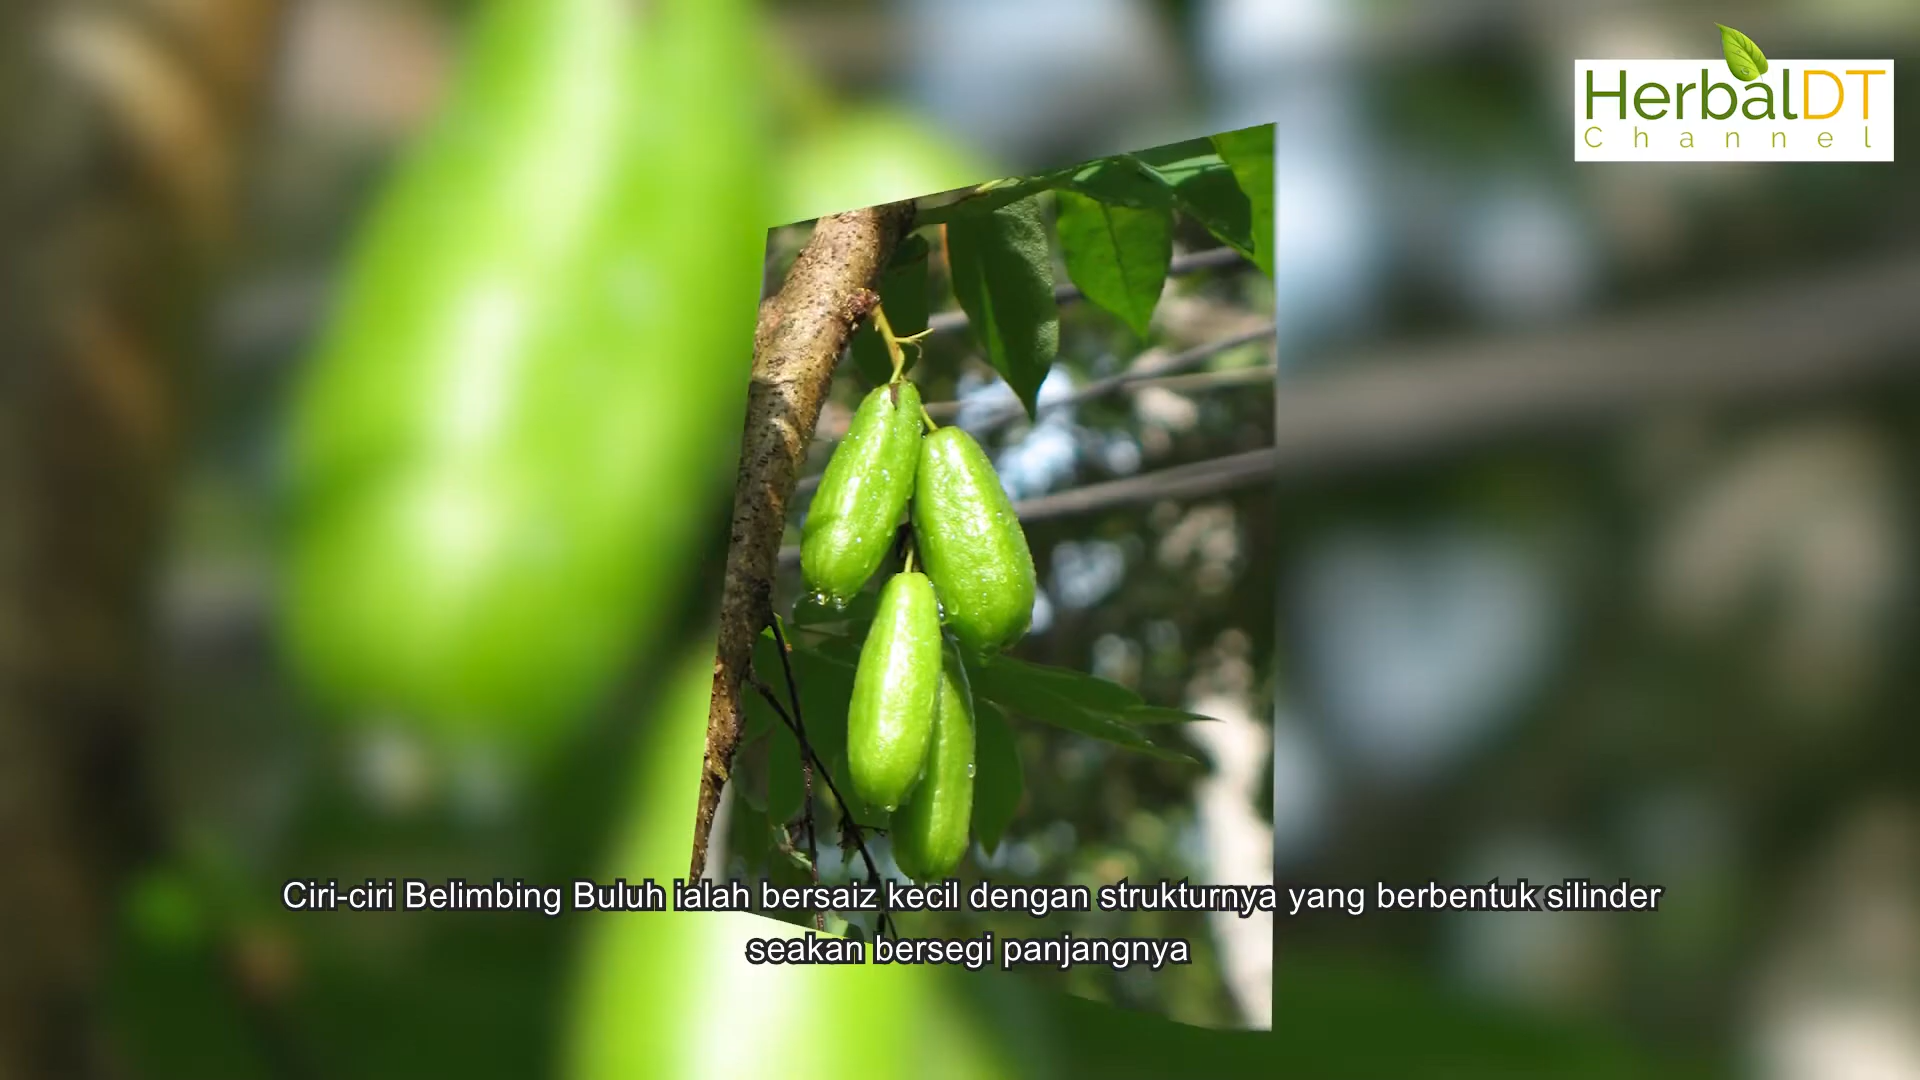 HerbalDT
Channel
Ciri-ciri Belimbing Buluh ialah bersaiz kecil dengan strukturnya yang berbentuk silinder
seakan bersegi panjangnya